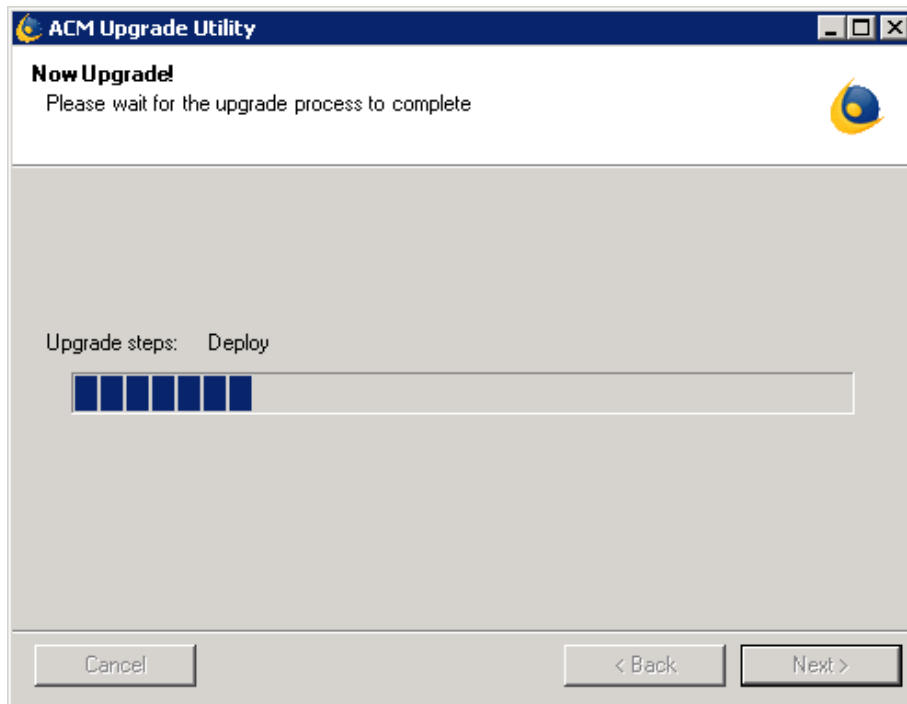 ACM Upgrade Utility
Now Upgrade!
Please wait for the upgrade process to complete
Upgrade steps: Deploy
Cancel
< Back
Next >